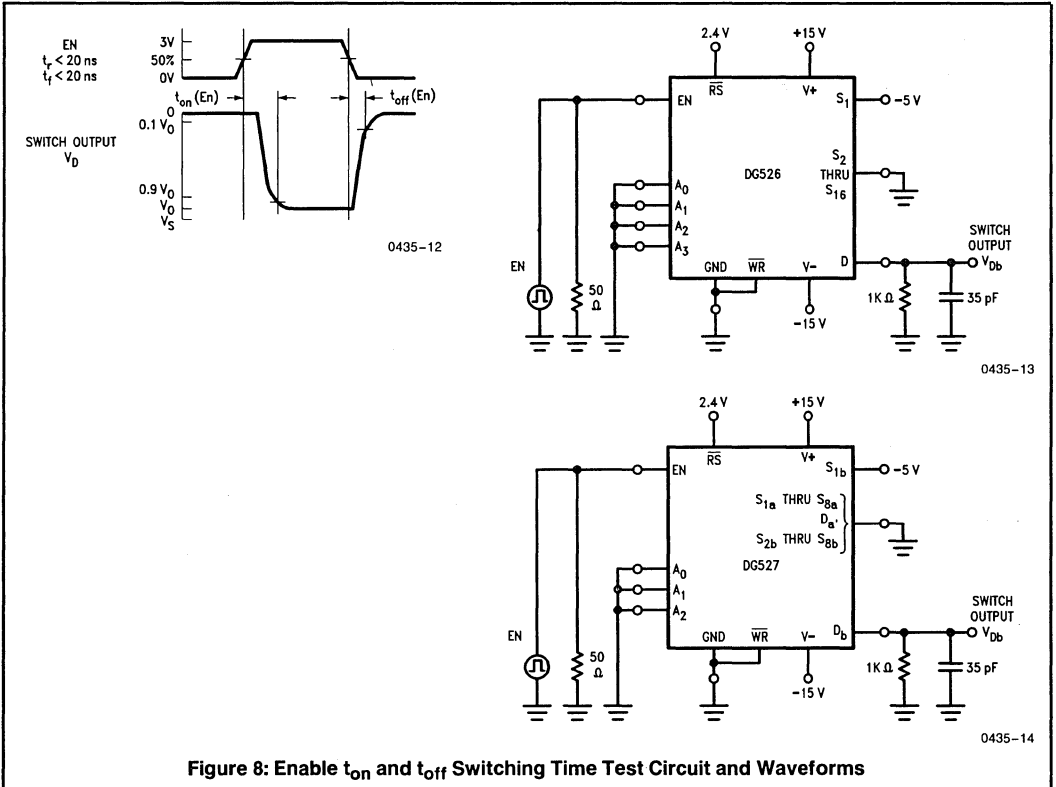 EN
tr < 20 ns
tf < 20 ns
3V
50%
0V
ton (En)
toff (En)
0
0.1 VO
SWITCH OUTPUT
VD
0.9 VO
VO
VS
0435-12
2.4 V
+15 V
RS
V+
EN
S1
-5 V
S2
THRU
S16
DG526
A0
A1
A2
A3
GND
WR
V-
D
SWITCH
OUTPUT
VDb
EN
50
Ω
1KΩ
35 pF
-15 V
0435-13
2.4 V
+15 V
RS
V+
EN
S1b
-5 V
S1a THRU S8a
Da'
S2b THRU S8b
DG527
A0
A1
A2
GND
WR
V-
Db
SWITCH
OUTPUT
VDb
EN
50
Ω
1KΩ
35 pF
-15 V
0435-14
Figure 8: Enable ton and toff Switching Time Test Circuit and Waveforms